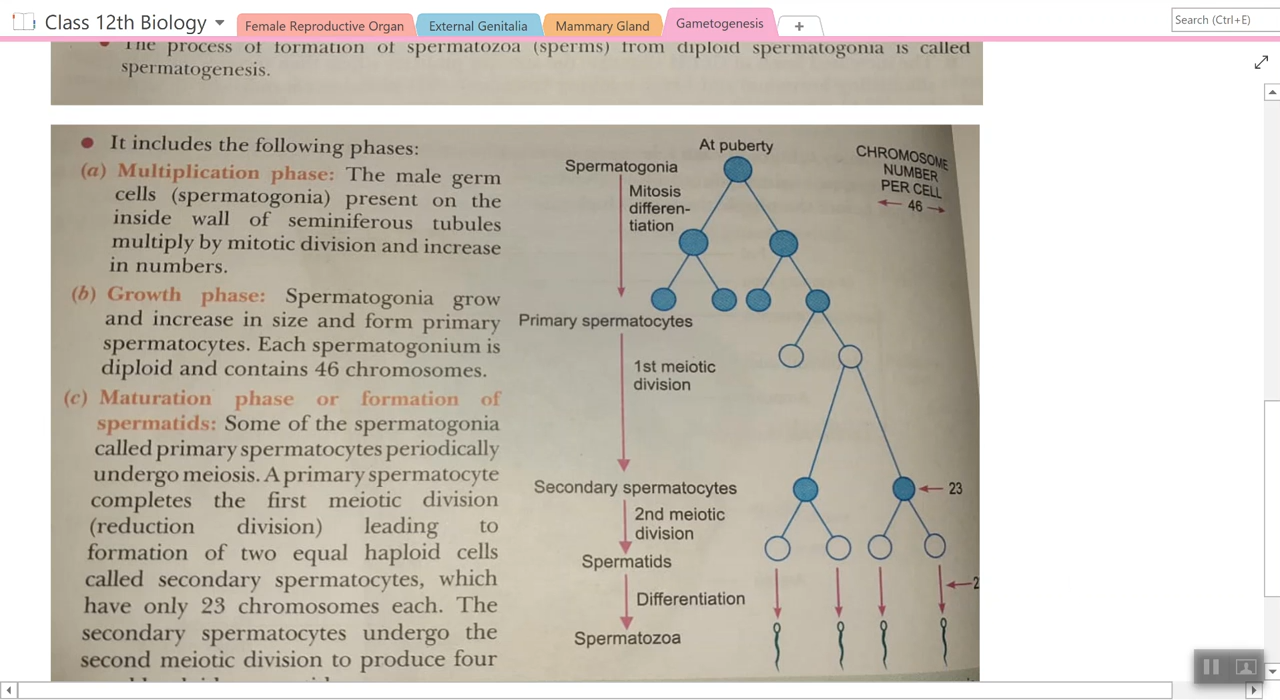 Class 12th Biology
Female Reproductive Organ
External Genitalia
Mammary Gland
Gametogenesis
+
Search (Ctrl+E)
The process of formation of spermatozoa (sperms) from diploid spermatogonia is called
spermatogenesis.
It includes the following phases:
(a) Multiplication phase: The male germ
cells (spermatogonia) present on the
inside wall of seminiferous tubules
multiply by mitotic division and increase
in numbers.
(b) Growth phase: Spermatogonia grow
and increase in size and form primary
spermatocytes. Each spermatogonium is
diploid and contains 46 chromosomes.
(c) Maturation phase or formation of
spermatids: Some of the spermatogonia
called primary spermatocytes periodically
undergo meiosis. A primary spermatocyte
completes the first meiotic division
(reduction division) leading to
formation of two equal haploid cells
called secondary spermatocytes, which
have only 23 chromosomes each. The
secondary spermatocytes undergo the
second meiotic division to produce four
At puberty
Spermatogonia
Mitosis
differen-
tiation
Primary spermatocytes
1st meiotic
division
Secondary spermatocytes
2nd meiotic
division
Spermatids
Differentiation
Spermatozoa
CHROMOSOME
NUMBER
PER CELL
46
23
2